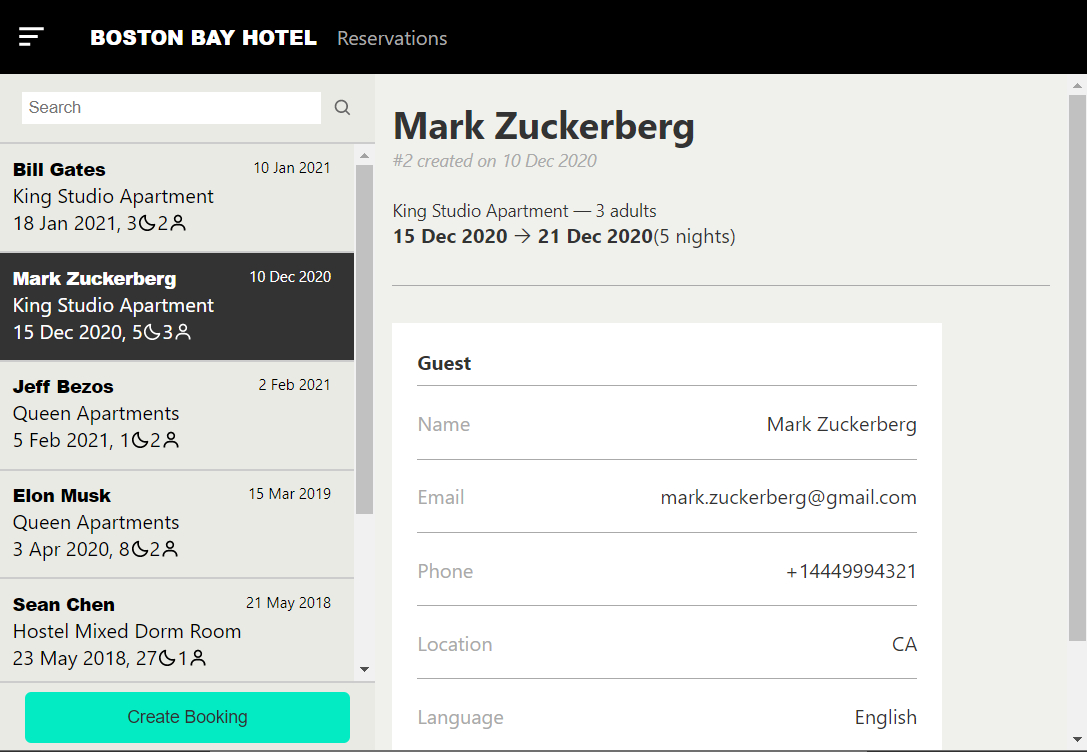 BOSTON BAY HOTEL Reservations
Search
Bill Gates 10 Jan 2021
King Studio Apartment
18 Jan 2021, 3 2
Mark Zuckerberg 10 Dec 2020
King Studio Apartment
15 Dec 2020, 5 3
Jeff Bezos 2 Feb 2021
Queen Apartments
5 Feb 2021, 1 2
Elon Musk 15 Mar 2019
Queen Apartments
3 Apr 2020, 8 2
Sean Chen 21 May 2018
Hostel Mixed Dorm Room
23 May 2018, 27 1
Create Booking
Mark Zuckerberg
#2 created on 10 Dec 2020
King Studio Apartment — 3 adults
15 Dec 2020 → 21 Dec 2020(5 nights)
Guest
Name Mark Zuckerberg
Email mark.zuckerberg@gmail.com
Phone +14449994321
Location CA
Language English